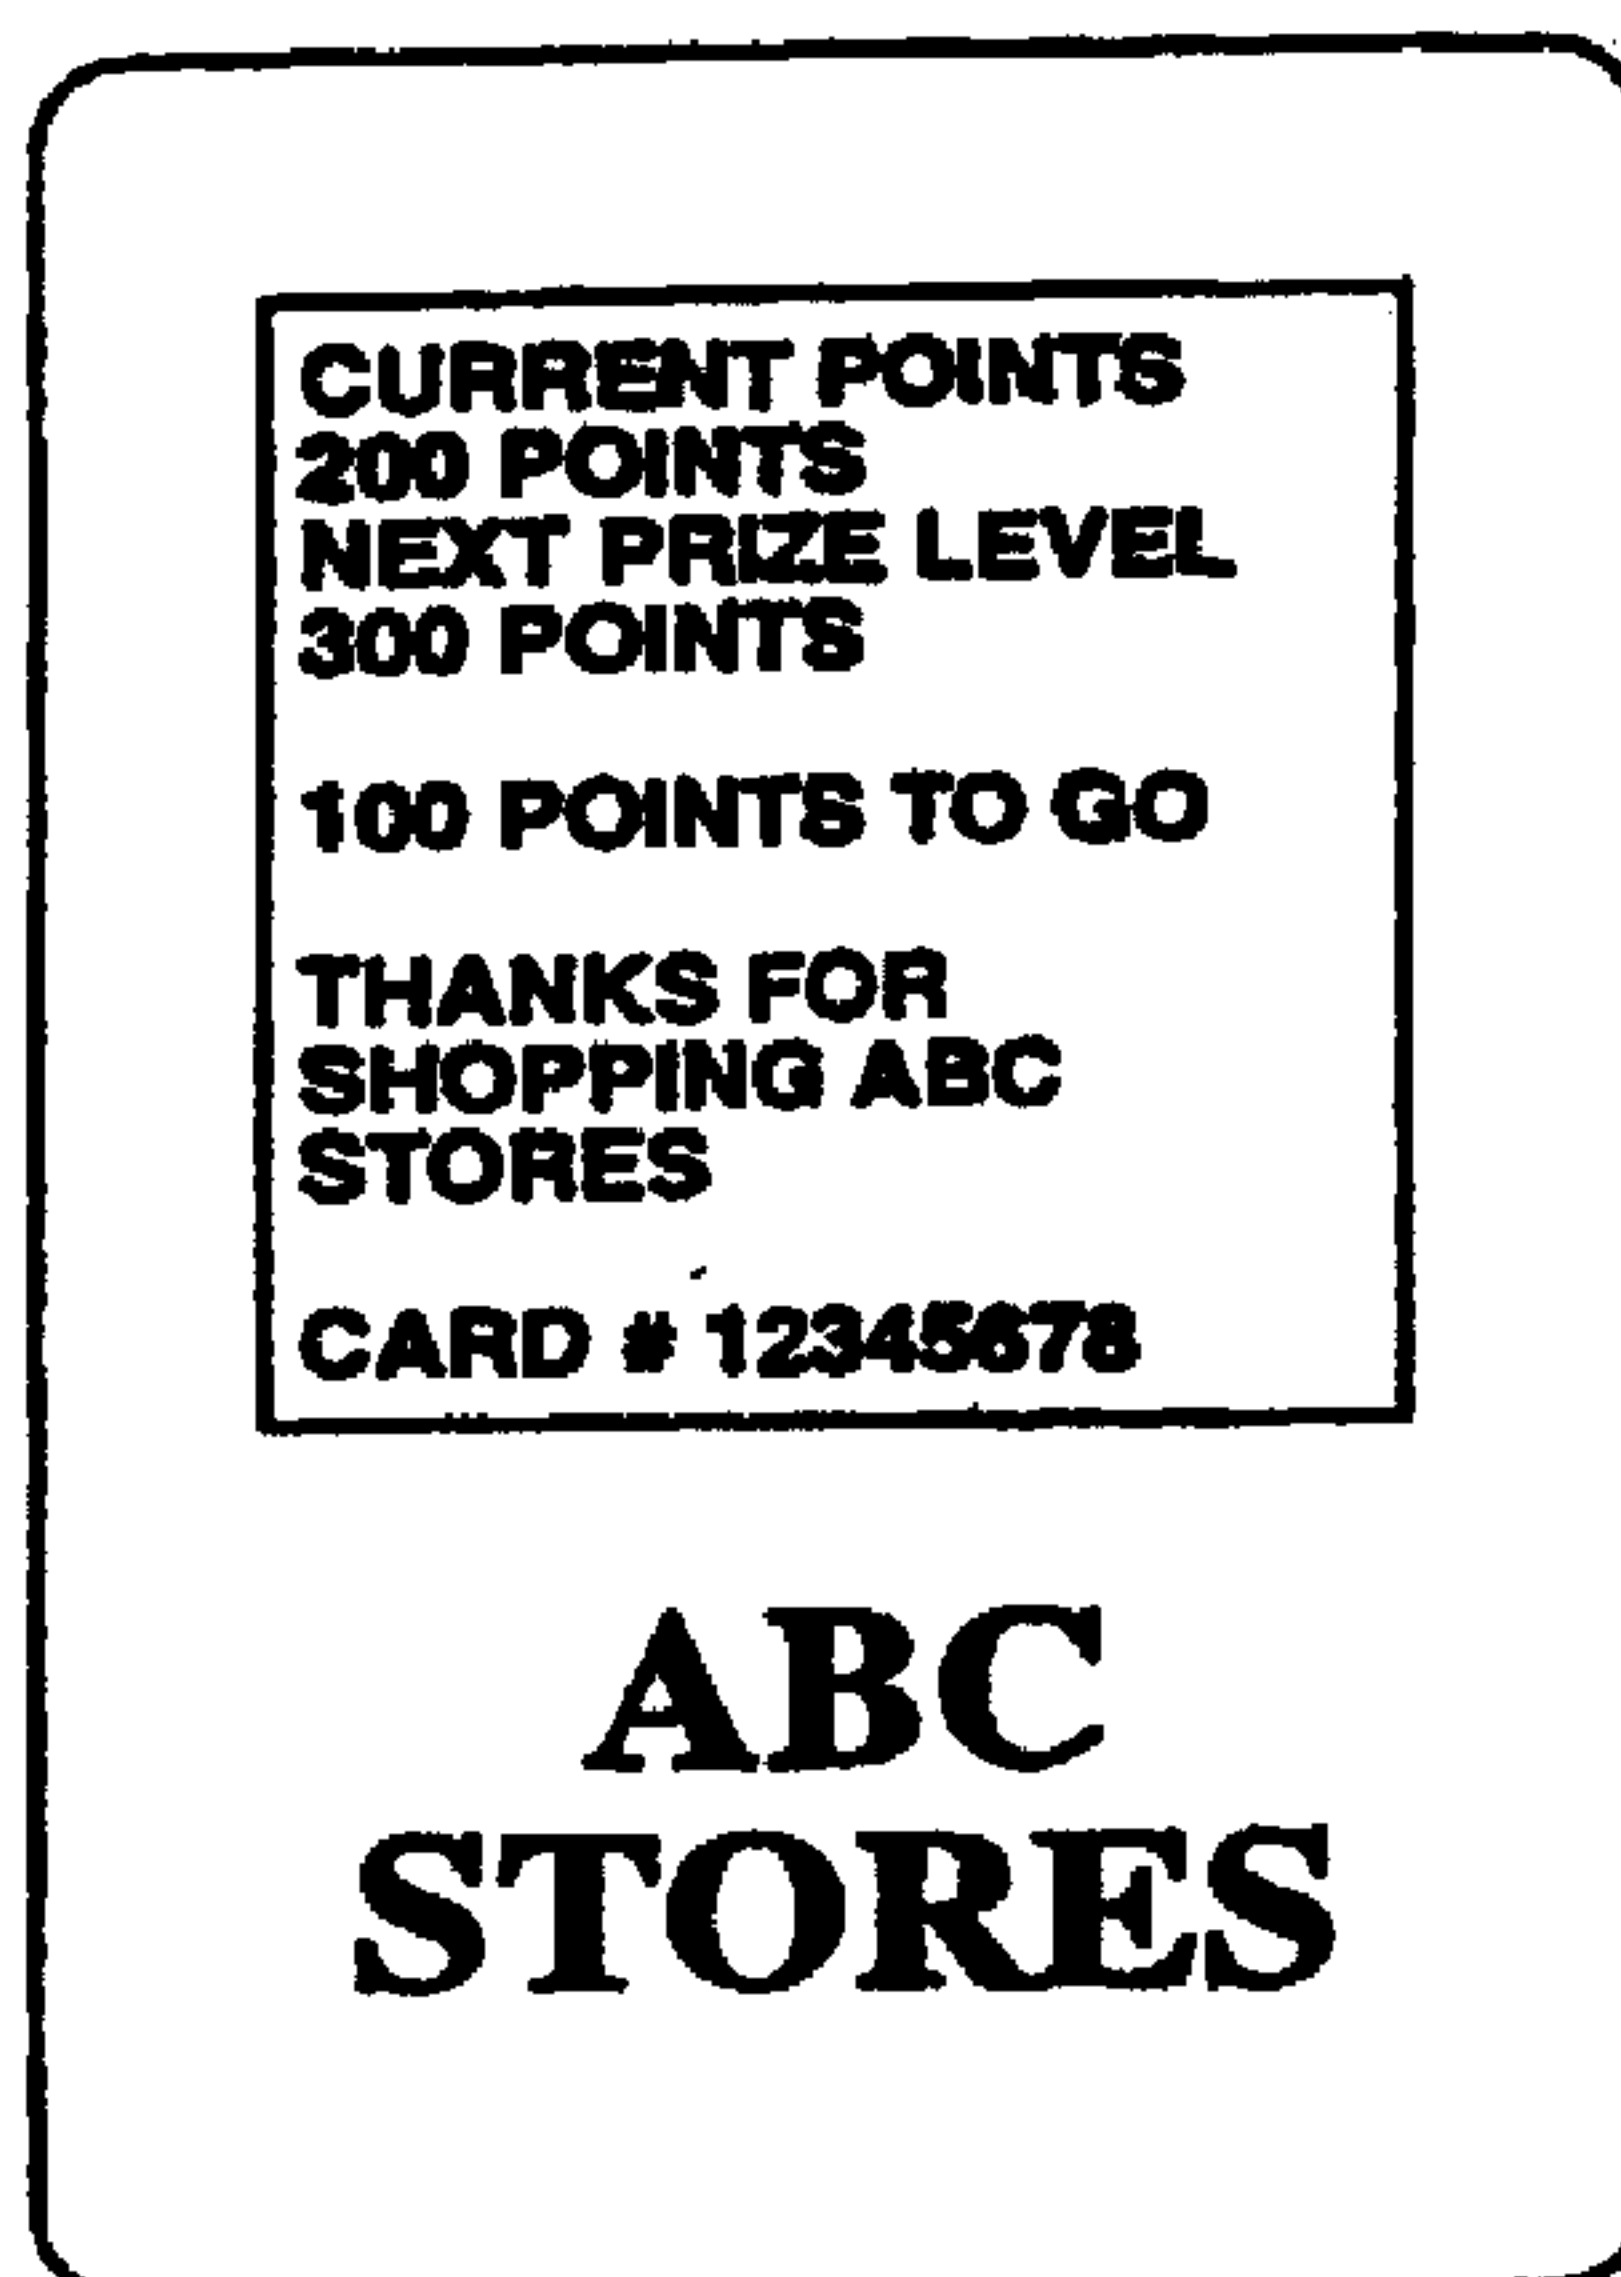 CURRENT POINTS
200 POINTS
NEXT PRIZE LEVEL
300 POINTS
100 POINTS TO GO
THANKS FOR
SHOPPING ABC
STORES
CARD # 12345678
ABC
STORES